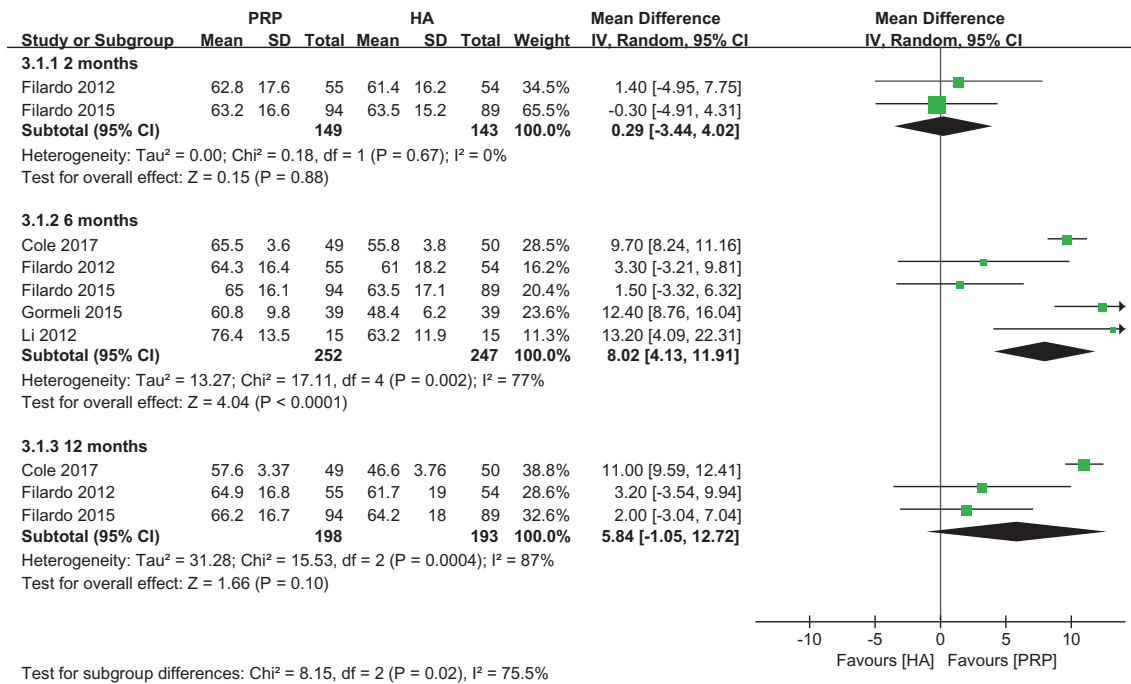 PRP HA Mean Difference Mean Difference
Study or Subgroup Mean SD Total Mean SD Total Weight IV, Random, 95% CI IV, Random, 95% CI
3.1.1 2 months
Filardo 2012 62.8 17.6 55 61.4 16.2 54 34.5% 1.40 [-4.95, 7.75]
Filardo 2015 63.2 16.6 94 63.5 15.2 89 65.5% -0.30 [-4.91, 4.31]
Subtotal (95% CI) 149 143 100.0% 0.29 [-3.44, 4.02]
Heterogeneity: Tau² = 0.00; Chi² = 0.18, df = 1 (P = 0.67); I² = 0%
Test for overall effect: Z = 0.15 (P = 0.88)
3.1.2 6 months
Cole 2017 65.5 3.6 49 55.8 3.8 50 28.5% 9.70 [8.24, 11.16]
Filardo 2012 64.3 16.4 55 61 18.2 54 16.2% 3.30 [-3.21, 9.81]
Filardo 2015 65 16.1 94 63.5 17.1 89 20.4% 1.50 [-3.32, 6.32]
Gormeli 2015 60.8 9.8 39 48.4 6.2 39 23.6% 12.40 [8.76, 16.04]
Li 2012 76.4 13.5 15 63.2 11.9 15 11.3% 13.20 [4.09, 22.31]
Subtotal (95% CI) 252 247 100.0% 8.02 [4.13, 11.91]
Heterogeneity: Tau² = 13.27; Chi² = 17.11, df = 4 (P = 0.002); I² = 77%
Test for overall effect: Z = 4.04 (P < 0.0001)
3.1.3 12 months
Cole 2017 57.6 3.37 49 46.6 3.76 50 38.8% 11.00 [9.59, 12.41]
Filardo 2012 64.9 16.8 55 61.7 19 54 28.6% 3.20 [-3.54, 9.94]
Filardo 2015 66.2 16.7 94 64.2 18 89 32.6% 2.00 [-3.04, 7.04]
Subtotal (95% CI) 198 193 100.0% 5.84 [-1.05, 12.72]
Heterogeneity: Tau² = 31.28; Chi² = 15.53, df = 2 (P = 0.0004); I² = 87%
Test for overall effect: Z = 1.66 (P = 0.10)
-10 -5 0 5 10
Favours [HA] Favours [PRP]
Test for subgroup differences: Chi² = 8.15, df = 2 (P = 0.02), I² = 75.5%